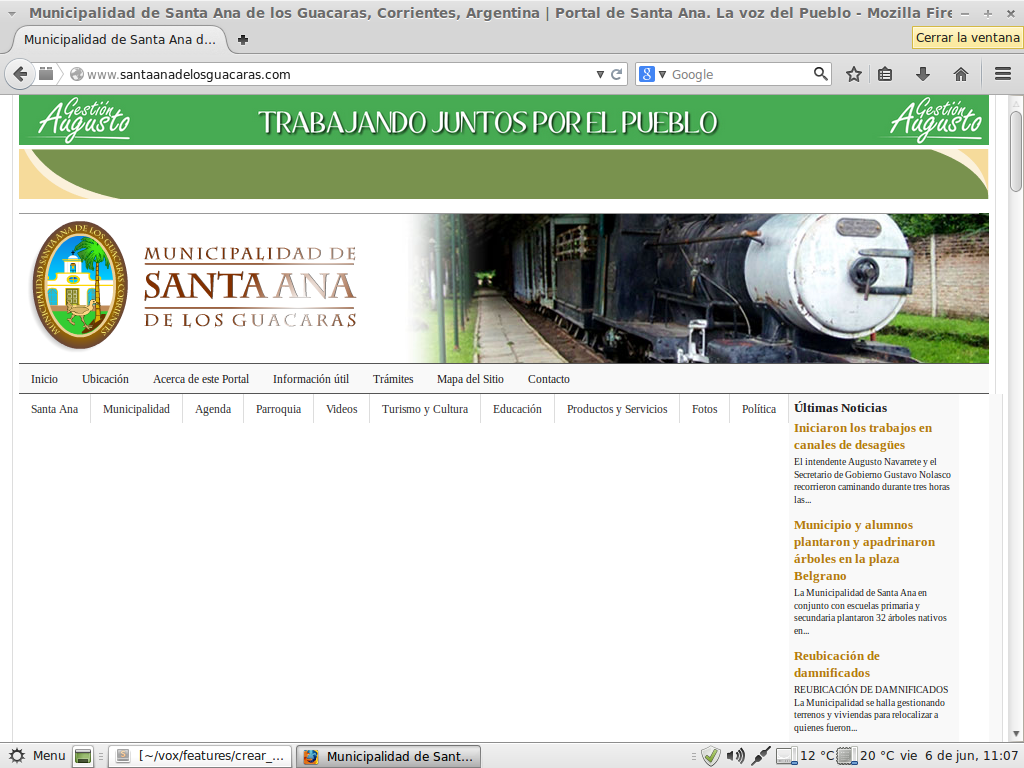 Municipalidad de Santa Ana de los Guacaras, Corrientes, Argentina | Portal de Santa Ana. La voz del Pueblo - Mozilla Fire
Municipalidad de Santa Ana d...
Cerrar la ventana
www.santaanadelosguacaras.com
Google
Gestión
Augusto
TRABAJANDO JUNTOS POR EL PUEBLO
Gestión
Augusto
MUNICIPALIDAD SANTA ANA DE LOS GUACARAS CORRIENTES
MUNICIPALIDAD DE
SANTA ANA
DE LOS GUACARAS
Inicio Ubicación Acerca de este Portal Información útil Trámites Mapa del Sitio Contacto
Santa Ana Municipalidad Agenda Parroquia Videos Turismo y Cultura Educación Productos y Servicios Fotos Política
Últimas Noticias
Iniciaron los trabajos en
canales de desagües
El intendente Augusto Navarrete y el
Secretario de Gobierno Gustavo Nolasco
recorrieron caminando durante tres horas
las...
Municipio y alumnos
plantaron y apadrinaron
árboles en la plaza
Belgrano
La Municipalidad de Santa Ana en
conjunto con escuelas primaria y
secundaria plantaron 32 árboles nativos
en...
Reubicación de
damnificados
REUBICACIÓN DE DAMNIFICADOS
La Municipalidad se halla gestionando
terrenos y viviendas para relocalizar a
quienes fueron...
Menu [~/vox/features/crear_... Municipalidad de Sant... 12 °C 20 °C vie 6 de jun, 11:07